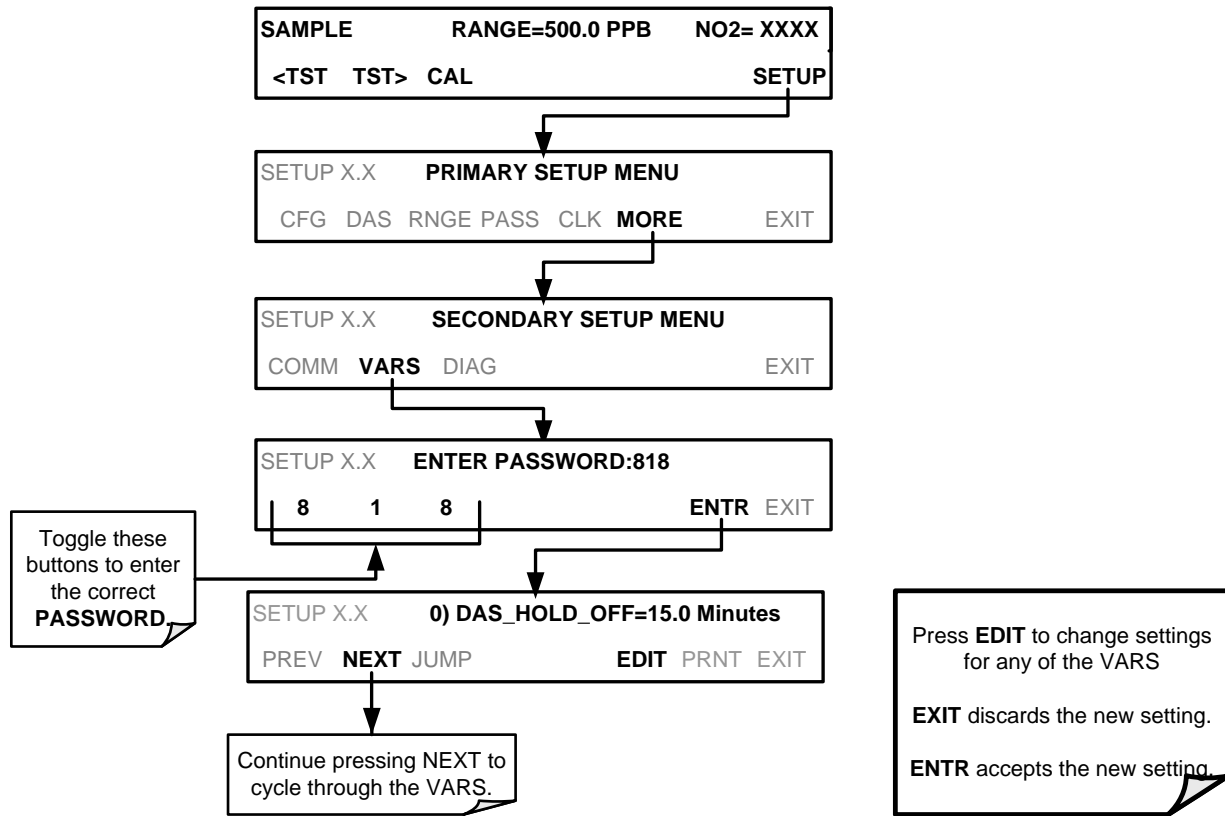 SAMPLE RANGE=500.0 PPB NO2= XXXX
<TST TST> CAL SETUP
SETUP X.X PRIMARY SETUP MENU
CFG DAS RNGE PASS CLK MORE EXIT
SETUP X.X SECONDARY SETUP MENU
COMM VARS DIAG EXIT
SETUP X.X ENTER PASSWORD:818
8 1 8 ENTR EXIT
Toggle these
buttons to enter
the correct
PASSWORD.
SETUP X.X 0) DAS_HOLD_OFF=15.0 Minutes
PREV NEXT JUMP EDIT PRNT EXIT
Continue pressing NEXT to
cycle through the VARS.
Press EDIT to change settings
for any of the VARS
EXIT discards the new setting.
ENTR accepts the new setting.